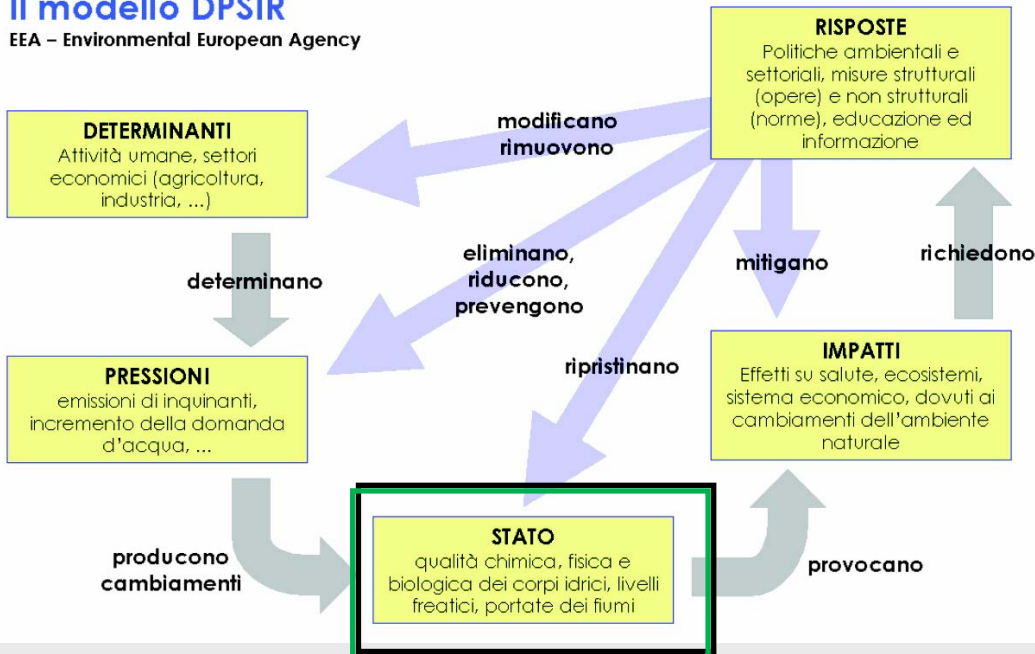 Il modello DPSIR
EEA – Environmental European Agency
RISPOSTE
Politiche ambientali e
settoriali, misure strutturali
(opere) e non strutturali
(norme), educazione ed
informazione
DETERMINANTI
Attività umane, settori
economici (agricoltura,
industria, ...)
modificano
rimuovono
determinano
eliminano,
riducono,
prevengono
mitigano
richiedono
ripristinano
PRESSIONI
emissioni di inquinanti,
incremento della domanda
d'acqua, ...
IMPATTI
Effetti su salute, ecosistemi,
sistema economico, dovuti ai
cambiamenti dell'ambiente
naturale
producono
cambiamenti
STATO
qualità chimica, fisica e
biologica dei corpi idrici, livelli
freatici, portate dei fiumi
provocano